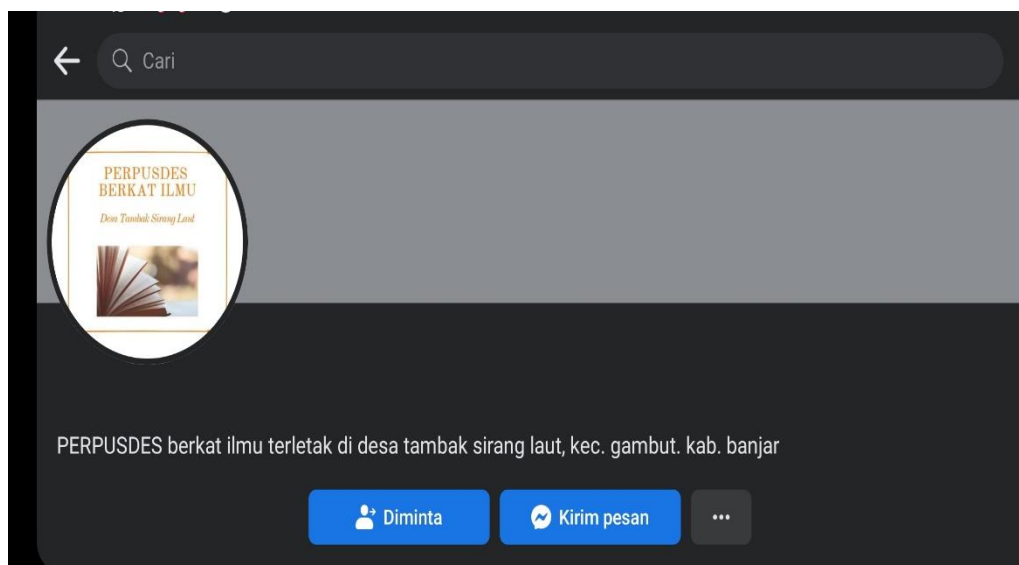 Cari
PERPUSDES
BERKAT ILMU
Desa Tambak Sirang Laut
PERPUSDES berkat ilmu terletak di desa tambak sirang laut, kec. gambut. kab. banjar
Diminta
Kirim pesan